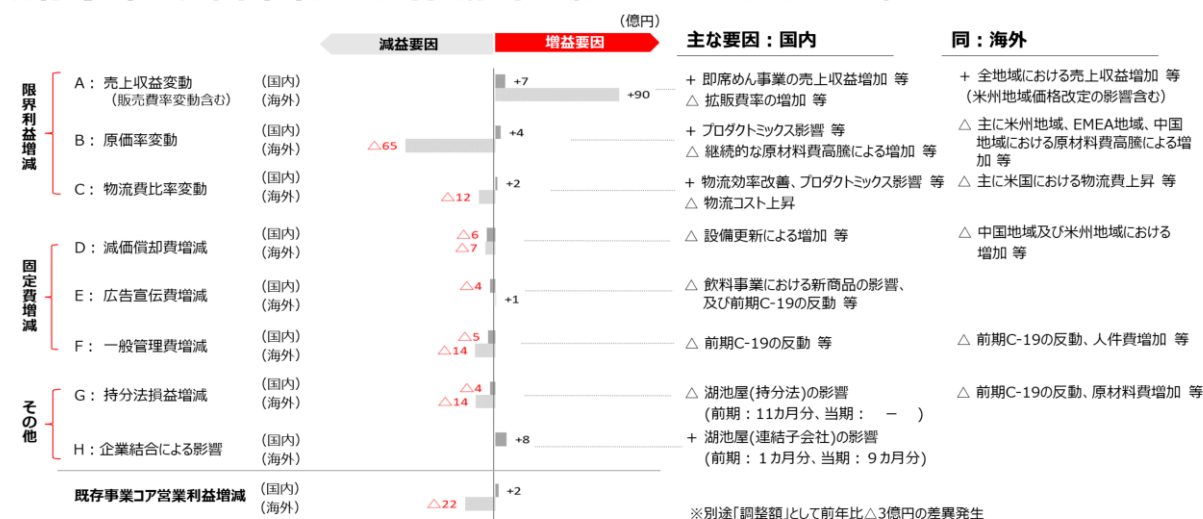 （億円）
減益要因
増益要因
主な要因：国内
同：海外
限界利益増減
A： 売上収益変動
（販売費率変動含む）
（国内）
（海外）
+7
+90
+ 即席めん事業の売上収益増加 等
△ 拡販費率の増加 等
+ 全地域における売上収益増加 等
（米州地域価格改定の影響含む）
B： 原価率変動
（国内）
（海外）
+4
△65
+ プロダクトミックス影響 等
△ 継続的な原材料費高騰による増加 等
△ 主に米州地域、EMEA地域、中国
地域における原材料費高騰による増
加 等
C： 物流費比率変動
（国内）
（海外）
+2
△12
+ 物流効率改善、プロダクトミックス影響 等
△ 物流コスト上昇
△ 主に米国における物流費上昇 等
固定費増減
D： 減価償却費増減
（国内）
（海外）
△6
△7
△ 設備更新による増加 等
△ 中国地域及び米州地域における
増加 等
E： 広告宣伝費増減
（国内）
（海外）
△4
+1
△ 飲料事業における新商品の影響、
及び前期C-19の反動 等
F： 一般管理費増減
（国内）
（海外）
△5
△14
△ 前期C-19の反動 等
△ 前期C-19の反動、人件費増加 等
その他
G： 持分法損益増減
（国内）
（海外）
△4
△14
△ 湖池屋(持分法)の影響
(前期：11カ月分、当期： － )
△ 前期C-19の反動、原材料費増加 等
H：企業結合による影響
（国内）
（海外）
+8
+ 湖池屋(連結子会社)の影響
(前期：１カ月分、当期：９カ月分)
既存事業コア営業利益増減
（国内）
（海外）
+2
△22
※別途「調整額」として前年比△3億円の差異発生